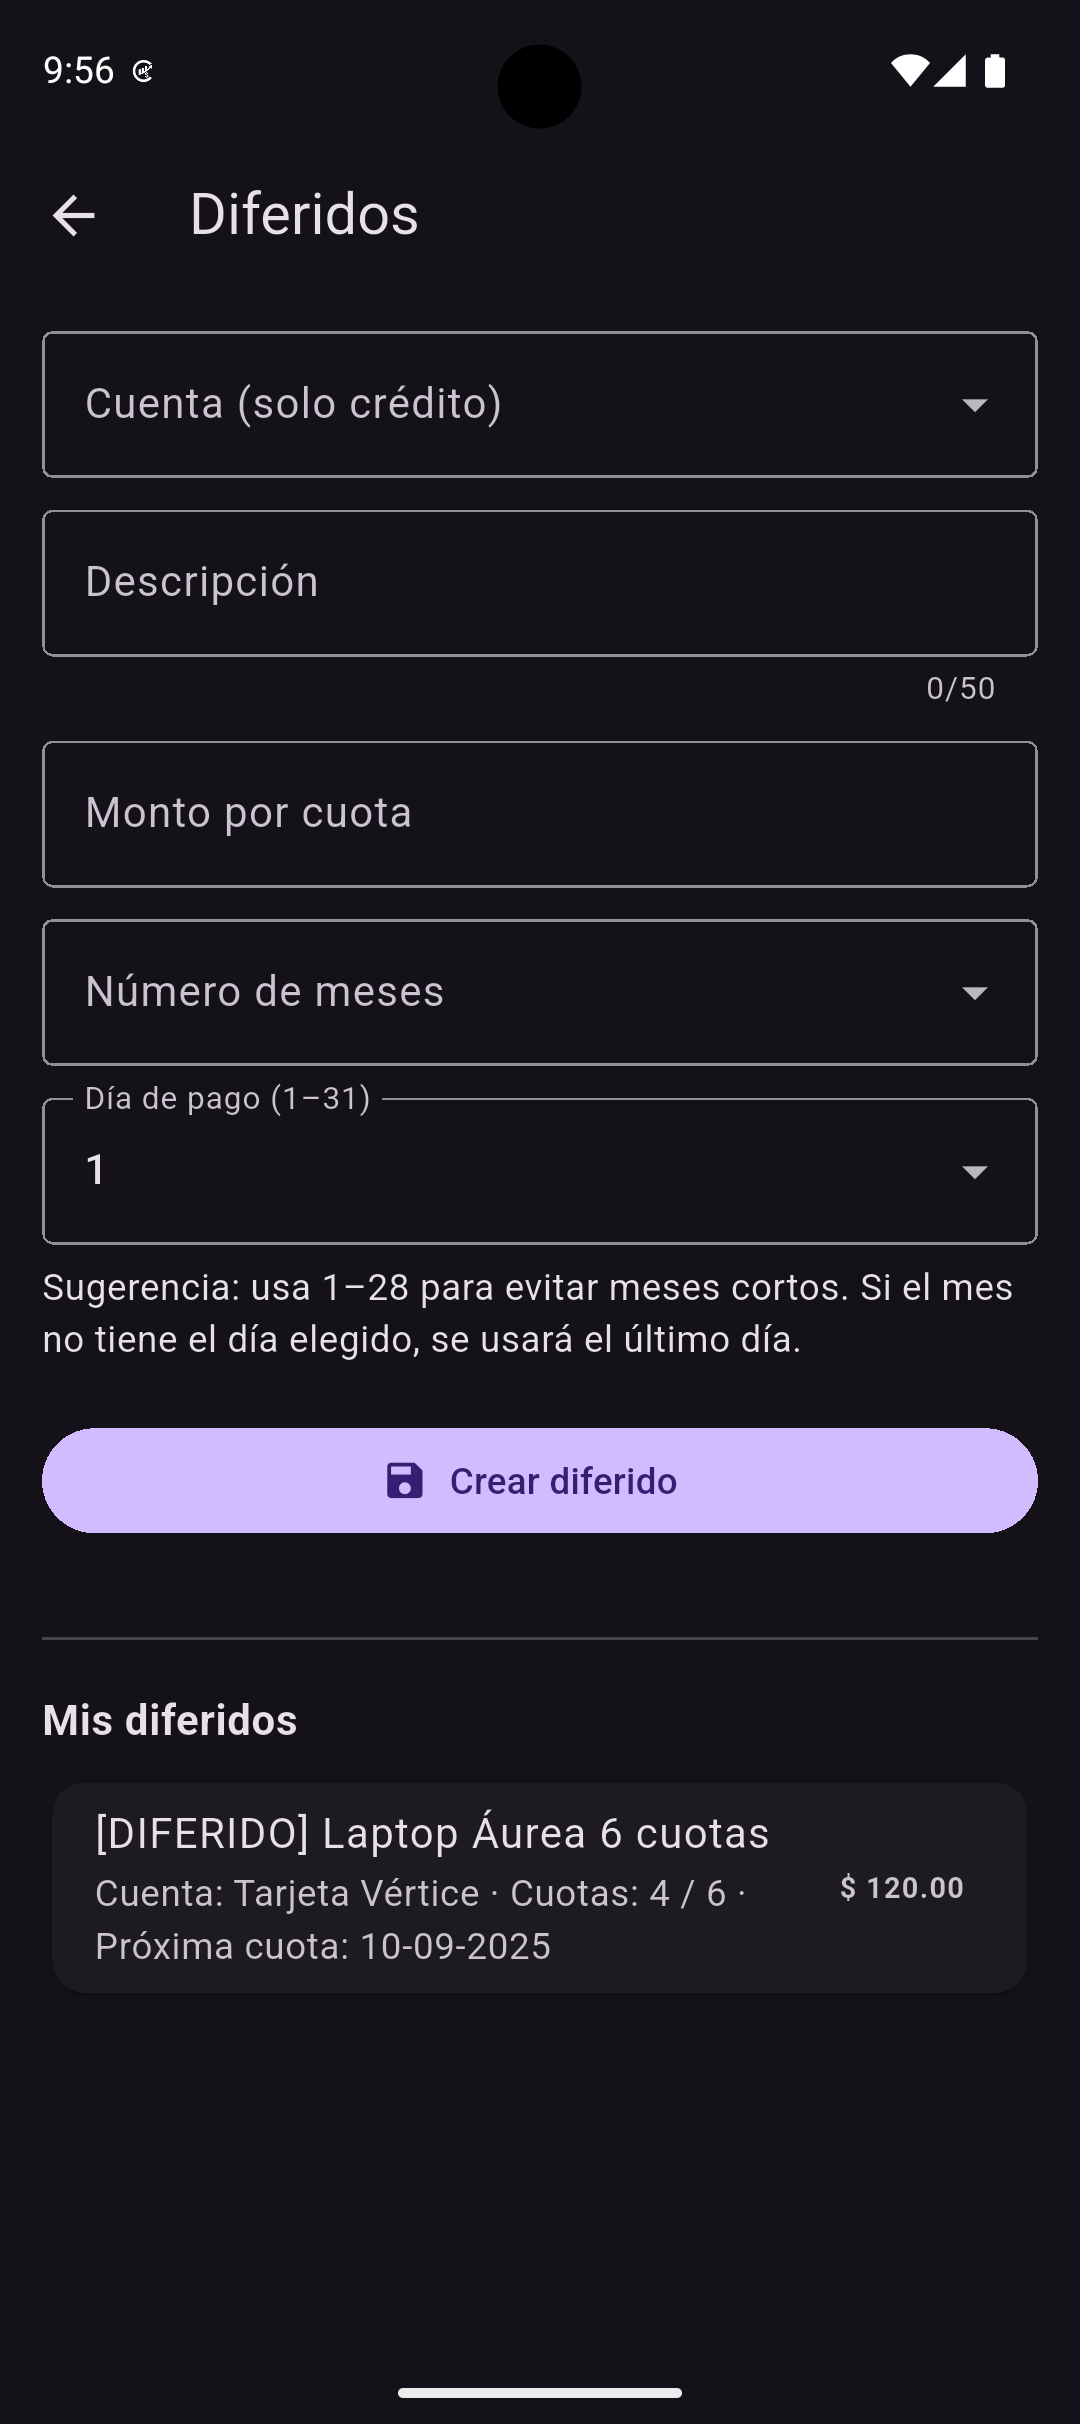 9:56
Diferidos
Cuenta (solo crédito)
Descripción
0/50
Monto por cuota
Número de meses
Día de pago (1–31)
1
Sugerencia: usa 1–28 para evitar meses cortos. Si el mes
no tiene el día elegido, se usará el último día.
Crear diferido
Mis diferidos
[DIFERIDO] Laptop Áurea 6 cuotas
Cuenta: Tarjeta Vértice · Cuotas: 4 / 6 ·
Próxima cuota: 10-09-2025
$ 120.00